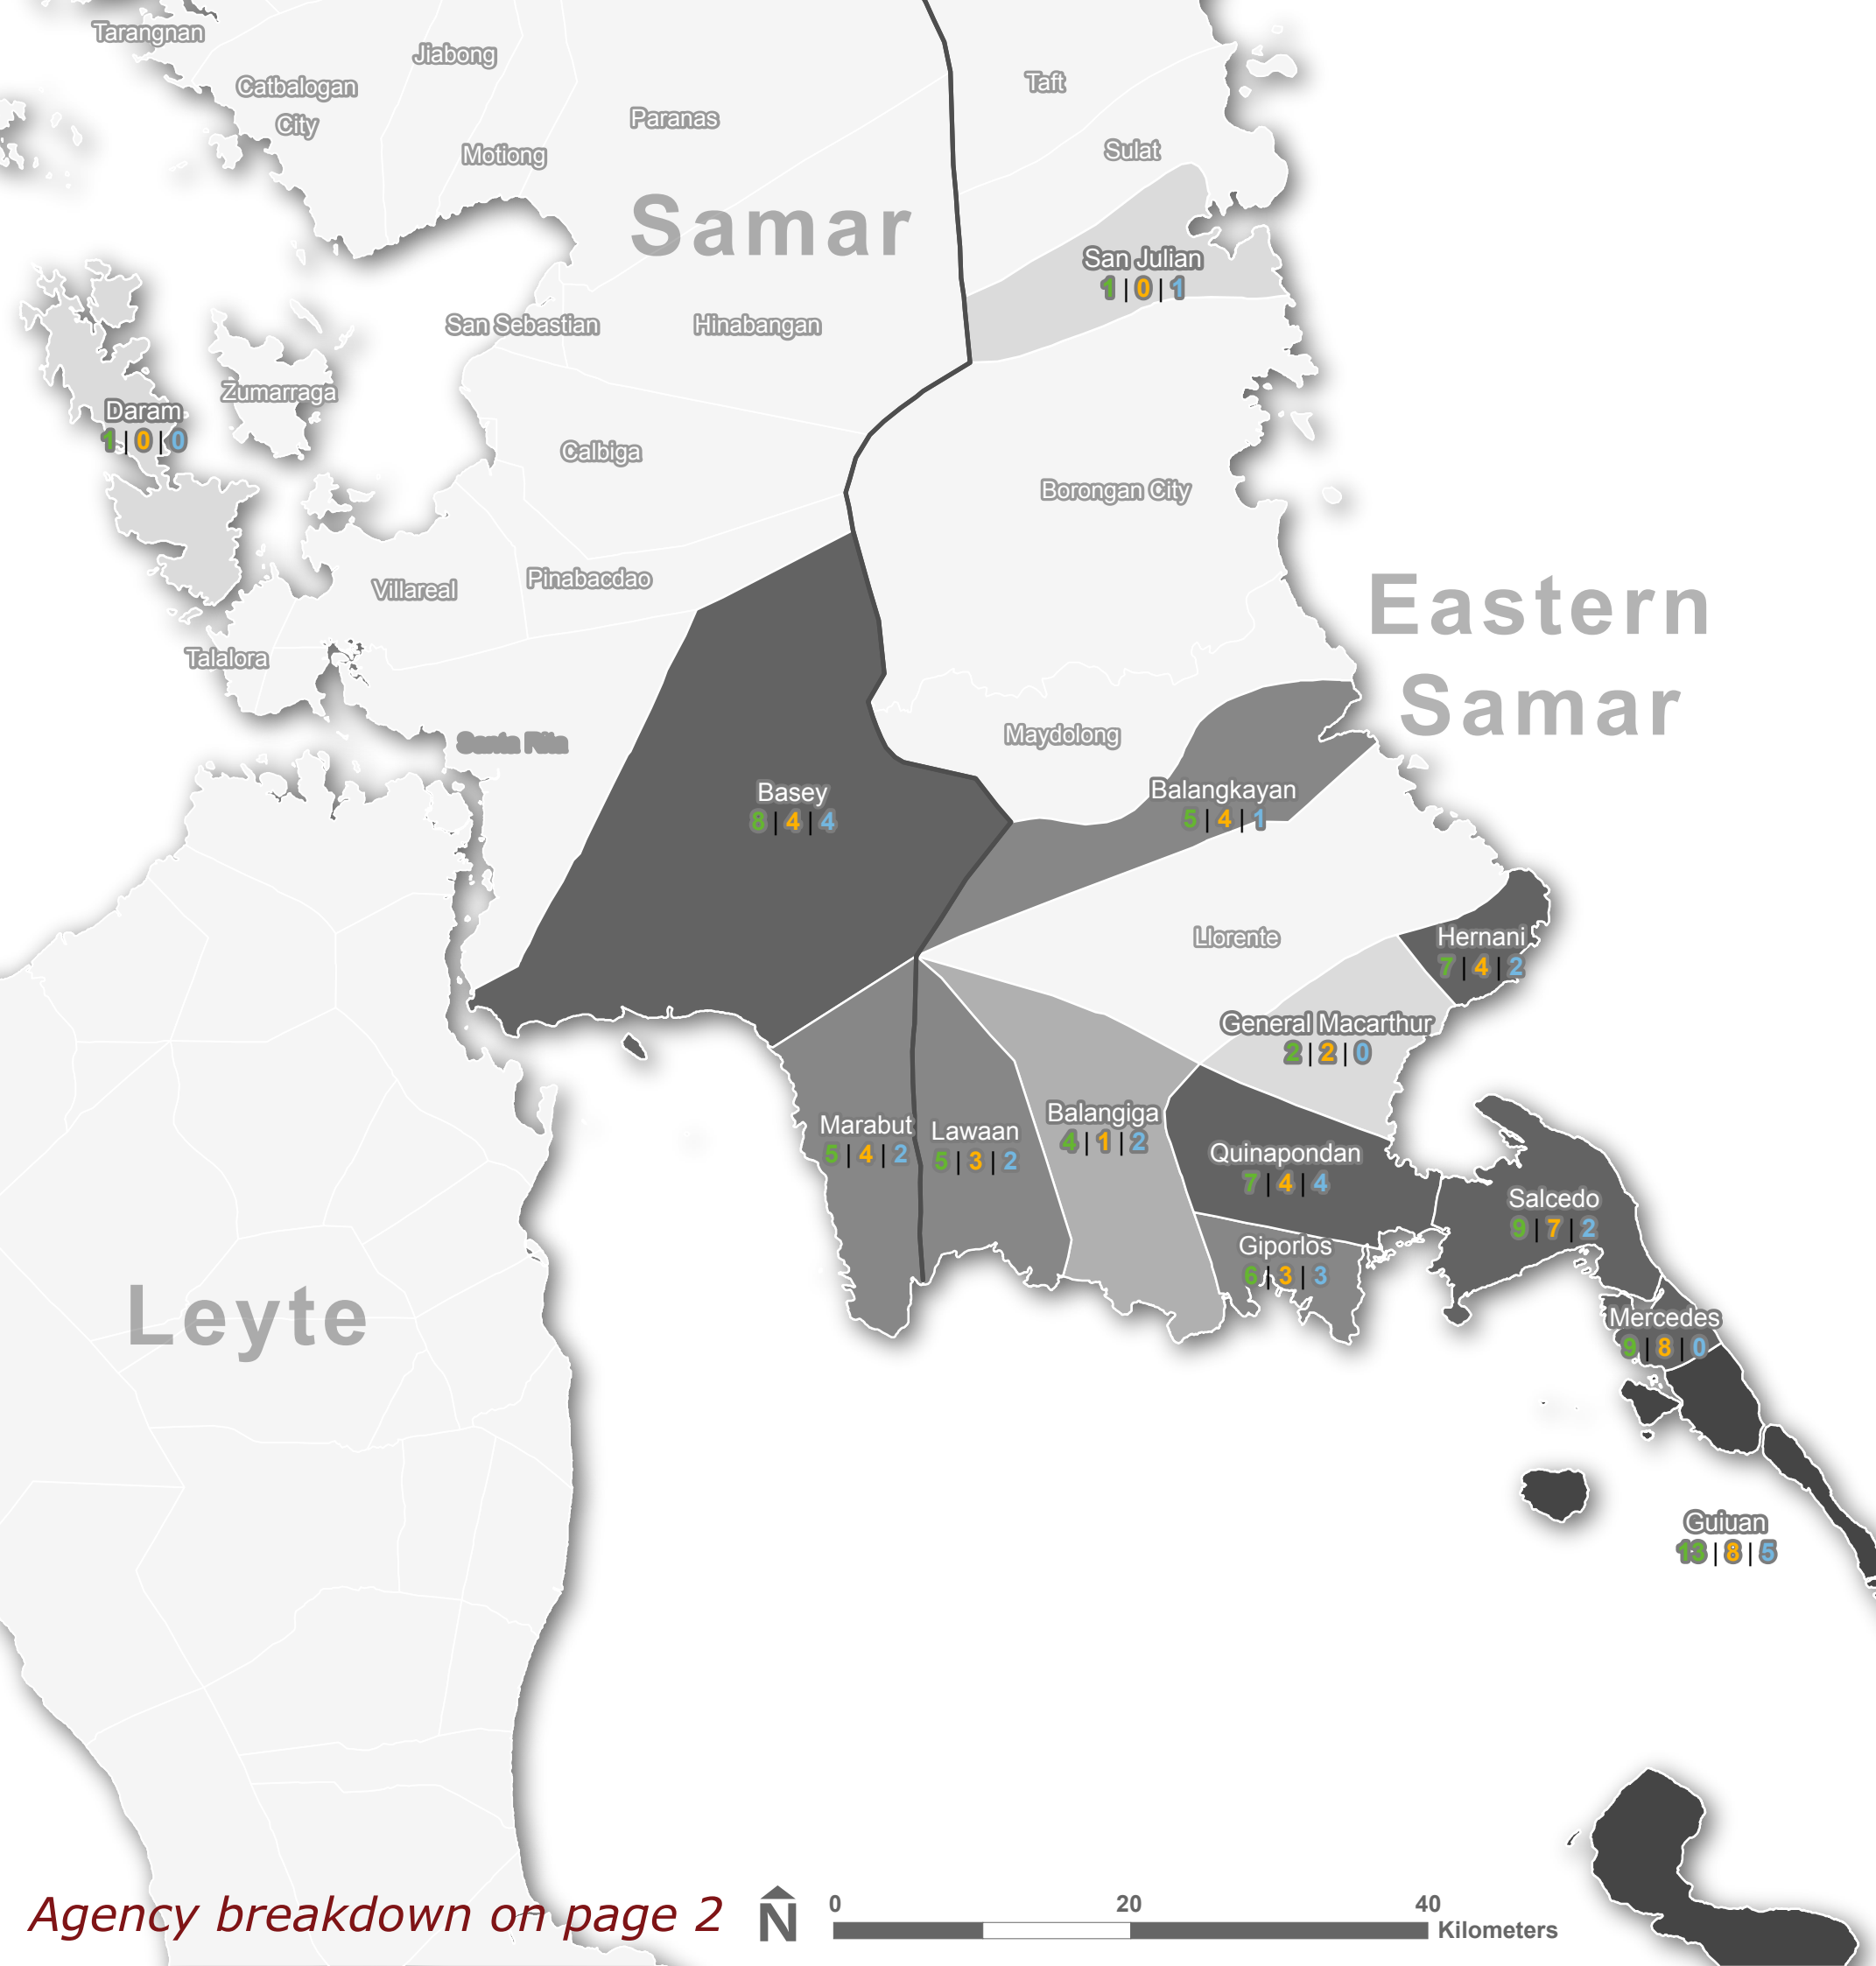 Tarangnan
Jiabong
Taft
Catbalogan
City
Paranas
Motiong
Sulat
Samar
San Julian
1|0|1
San Sebastian
Hinabangan
Zumarraga
Daram
1|0|0
Calbiga
Borongan City
Villareal
Pinabacdao
Eastern
Samar
Talalora
Santa Rita
Maydolong
Basey
8|4|4
Balangkayan
5|4|1
Llorente
Hernani
7|4|2
General Macarthur
2|2|0
Marabut
5|4|2
Lawaan
5|3|2
Balangiga
4|1|2
Quinapondan
7|4|4
Salcedo
9|7|2
Giporlos
6|3|3
Leyte
Mercedes
9|8|0
Guiuan
13|8|5
Agency breakdown on page 2
N
0 20 40
Kilometers